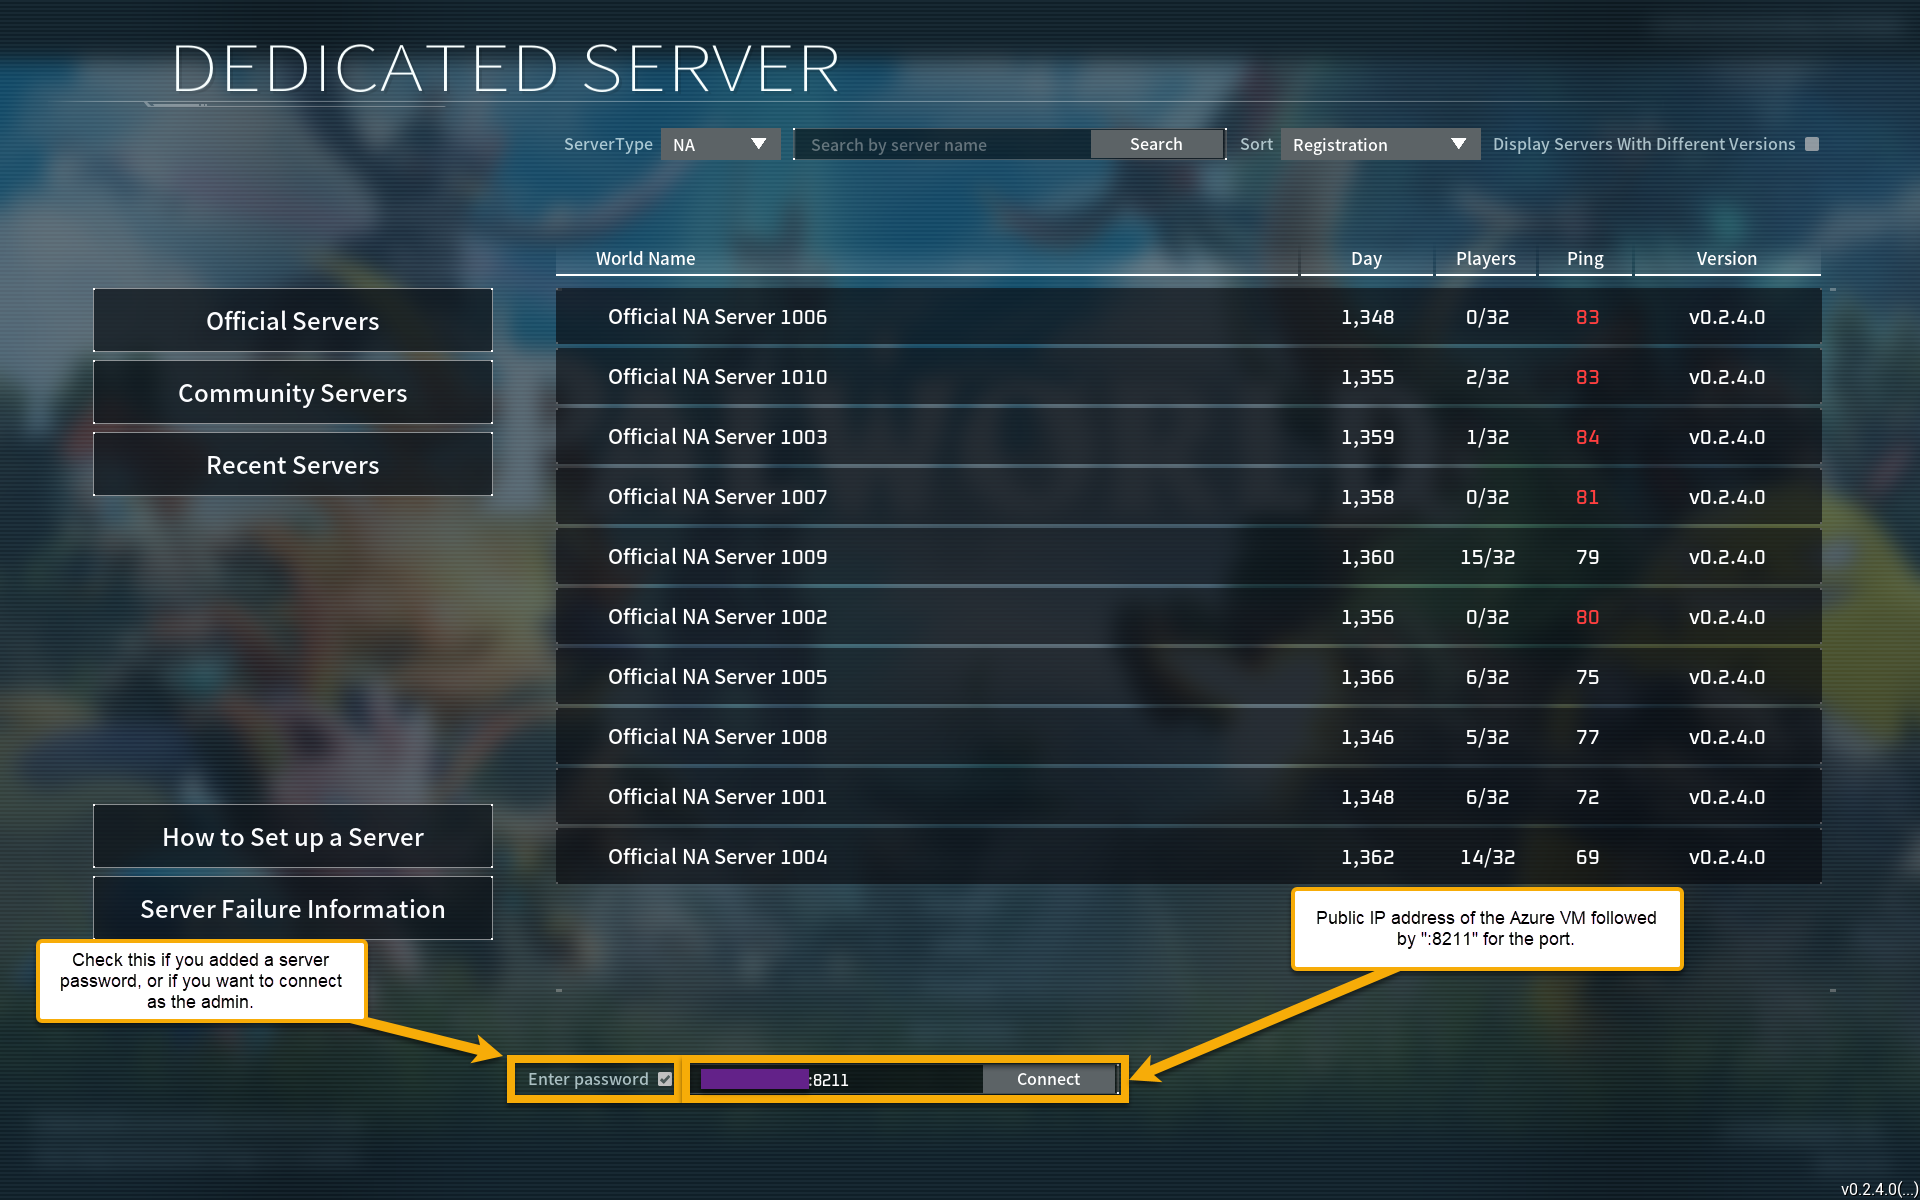 DEDICATED SERVER
ServerType NA Search by server name Search Sort Registration Display Servers With Different Versions
World Name Day Players Ping Version
Official Servers
Community Servers
Recent Servers
Official NA Server 1006 1,348 0/32 83 v0.2.4.0
Official NA Server 1010 1,355 2/32 83 v0.2.4.0
Official NA Server 1003 1,359 1/32 84 v0.2.4.0
Official NA Server 1007 1,358 0/32 81 v0.2.4.0
Official NA Server 1009 1,360 15/32 79 v0.2.4.0
Official NA Server 1002 1,356 0/32 80 v0.2.4.0
Official NA Server 1005 1,366 6/32 75 v0.2.4.0
Official NA Server 1008 1,346 5/32 77 v0.2.4.0
Official NA Server 1001 1,348 6/32 72 v0.2.4.0
Official NA Server 1004 1,362 14/32 69 v0.2.4.0
How to Set up a Server
Server Failure Information
Public IP address of the Azure VM followed
by ":8211" for the port.
Check this if you added a server
password, or if you want to connect
as the admin.
Enter password :8211 Connect
v0.2.4.0(...)